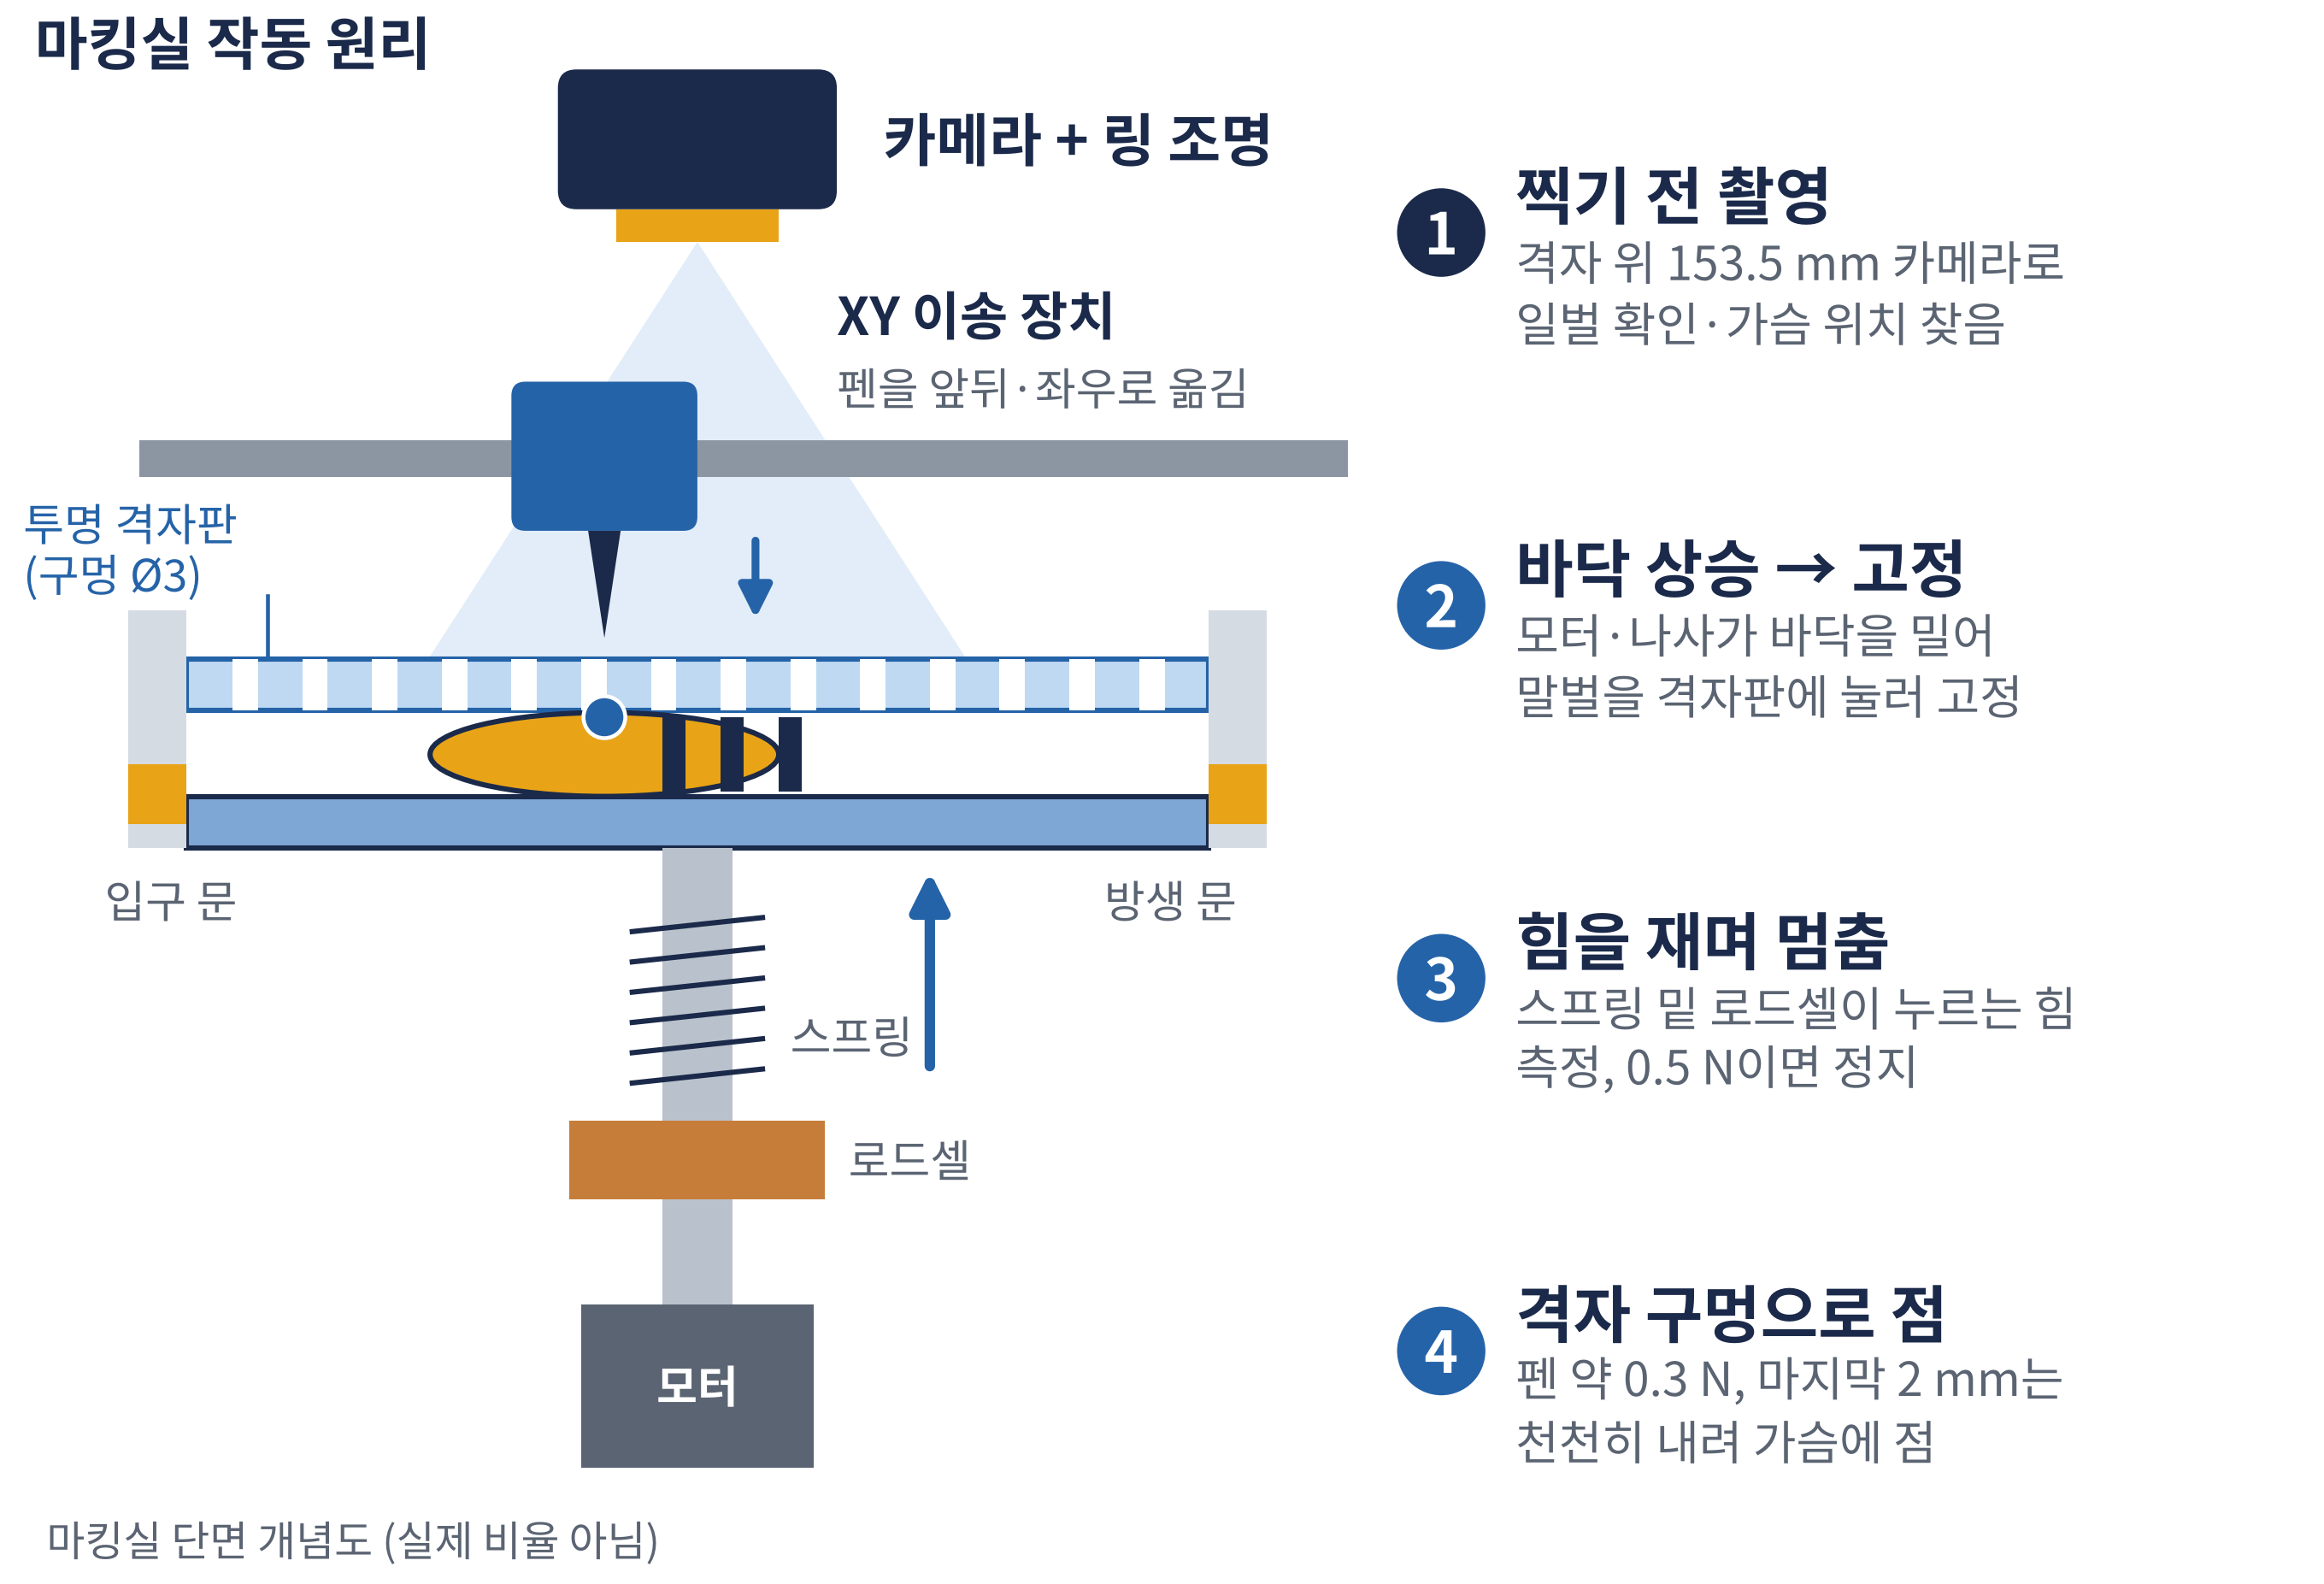 마킹실 작동 원리
카메라 + 링 조명
XY 이송 장치
펜을 앞뒤·좌우로 옮김
투명 격자판
(구멍 Ø3)
입구 문
방생 문
스프링
로드셀
모터
마킹실 단면 개념도 (실제 비율 아님)
1
찍기 전 촬영
격자 위 153.5 mm 카메라로
일벌 확인·가슴 위치 찾음
2
바닥 상승 → 고정
모터·나사가 바닥을 밀어
말벌을 격자판에 눌러 고정
3
힘을 재며 멈춤
스프링 밑 로드셀이 누르는 힘
측정, 0.5 N이면 정지
4
격자 구멍으로 점
펜 약 0.3 N, 마지막 2 mm는
천천히 내려 가슴에 점